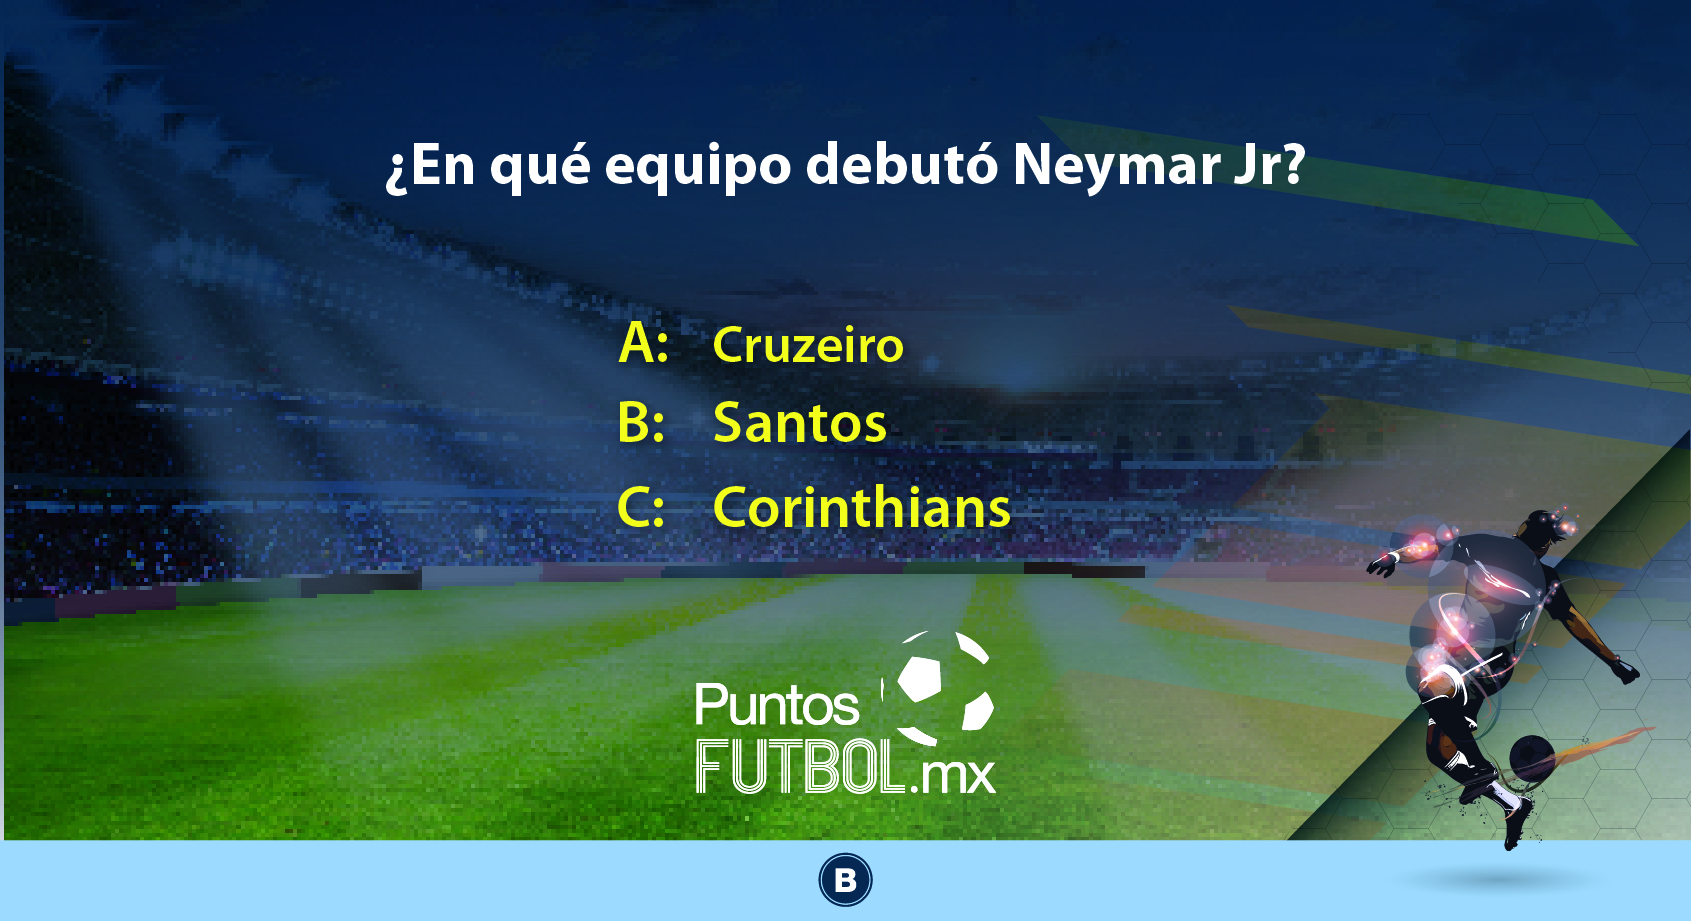 ¿En qué equipo debutó Neymar Jr?
A: Cruzeiro
B: Santos
C: Corinthians
Puntos
FUTBOL.mx
B